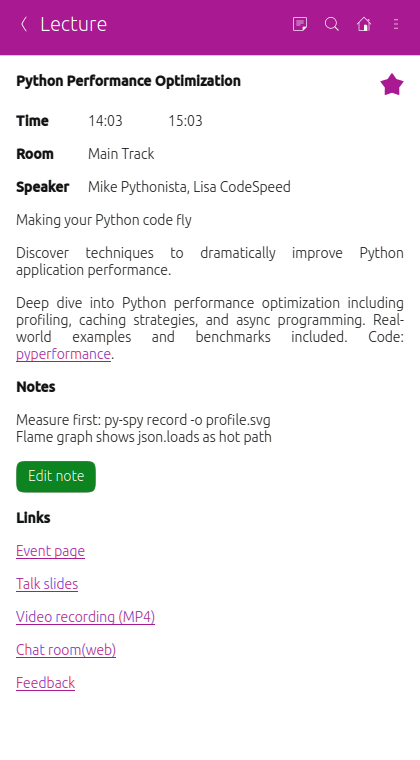 Lecture
Python Performance Optimization
Time 14:03 15:03
Room Main Track
Speaker Mike Pythonista, Lisa CodeSpeed
Making your Python code fly
Discover techniques to dramatically improve Python
application performance.
Deep dive into Python performance optimization including
profiling, caching strategies, and async programming. Real-
world examples and benchmarks included. Code:
pyperformance.
Notes
Measure first: py-spy record -o profile.svg
Flame graph shows json.loads as hot path
Edit note
Links
Event page
Talk slides
Video recording (MP4)
Chat room(web)
Feedback